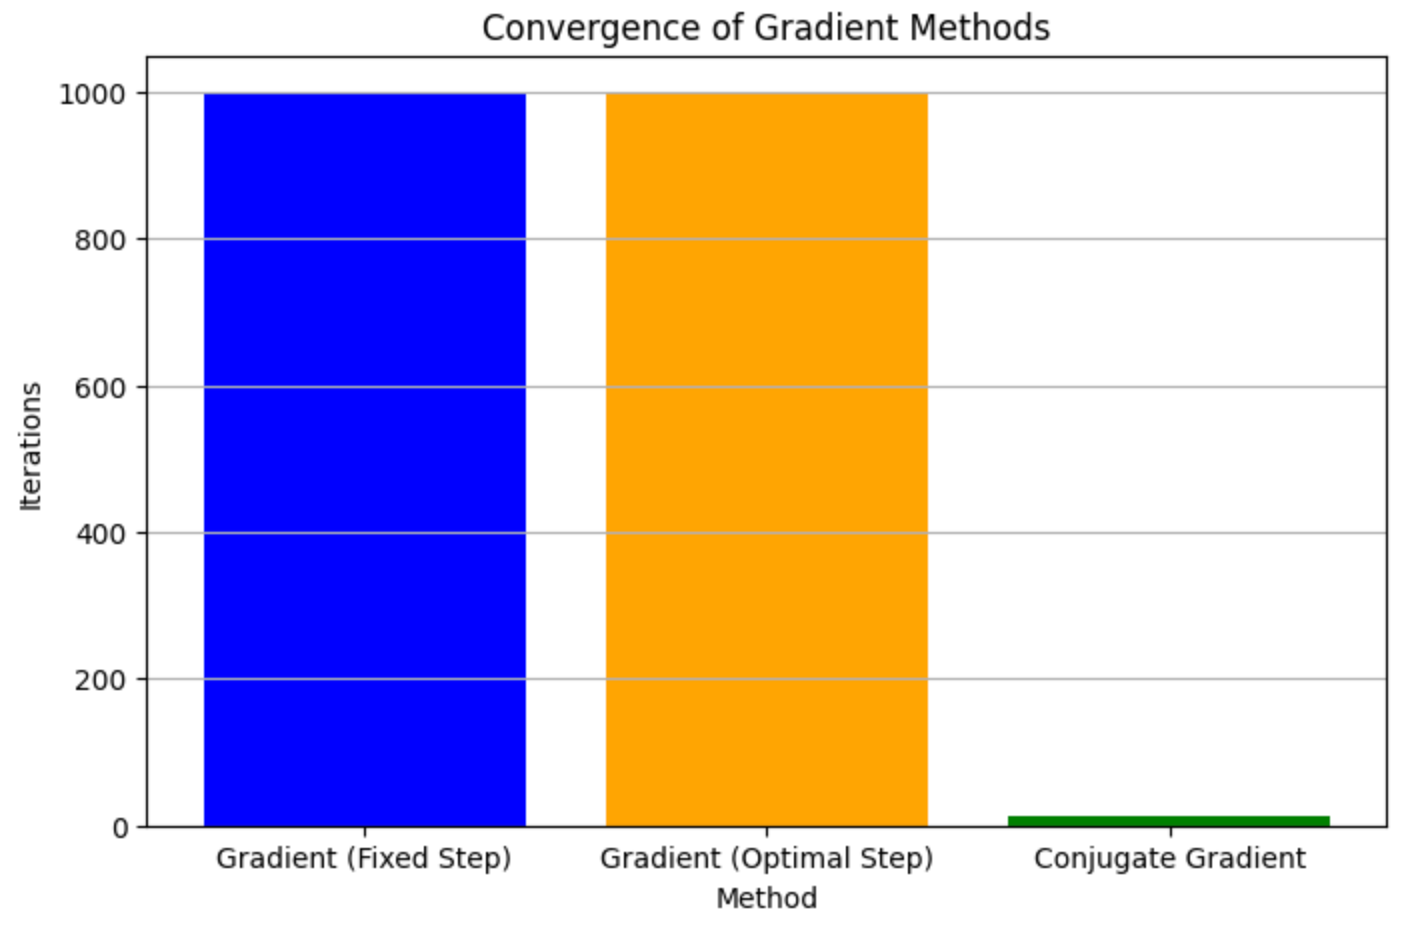 Convergence of Gradient Methods
1000
800
600
400
200
0
Iterations
Gradient (Fixed Step)
Gradient (Optimal Step)
Conjugate Gradient
Method